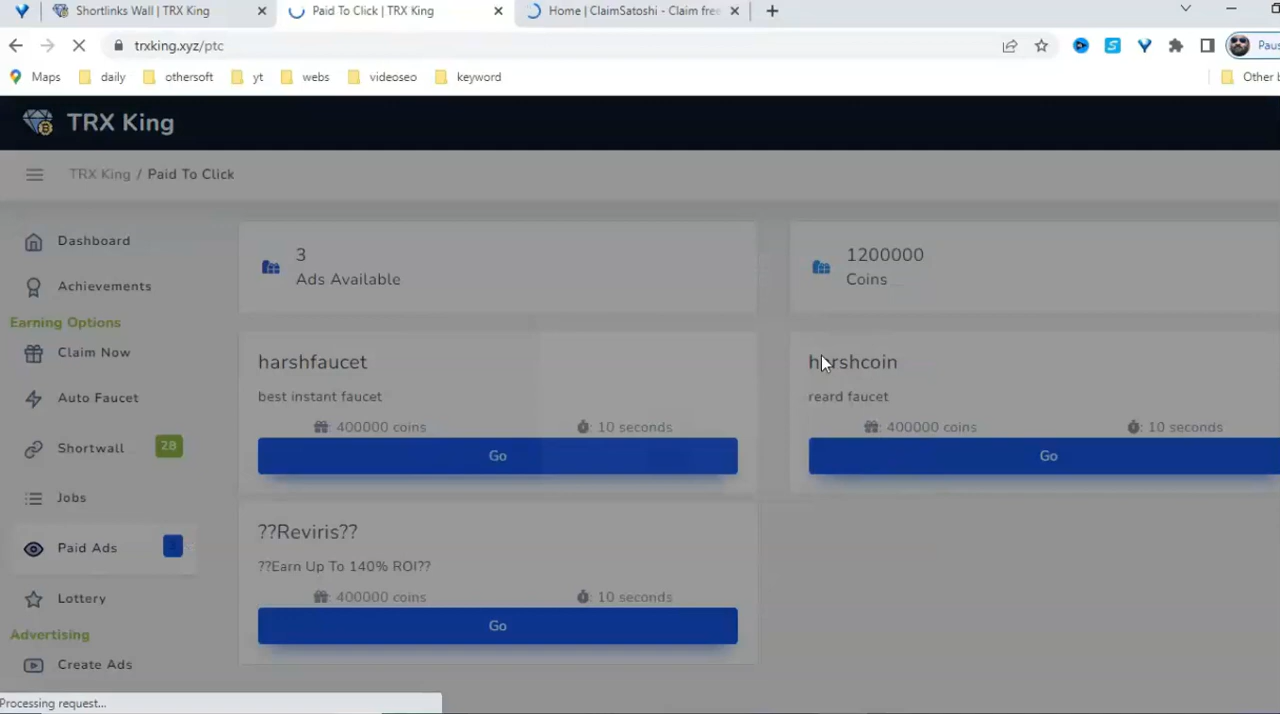 Shortlinks Wall | TRX King
Paid To Click | TRX King
Home | ClaimSatoshi - Claim free
trxking.xyz/ptc
Paus
Maps
daily
othersoft
yt
webs
videoseo
keyword
Other b
TRX King
TRX King / Paid To Click
Dashboard
Achievements
Earning Options
Claim Now
Auto Faucet
Shortwall
28
Jobs
Paid Ads
Lottery
Advertising
Create Ads
3
Ads Available
1200000
Coins
harshfaucet
best instant faucet
: 400000 coins
: 10 seconds
Go
harshcoin
reard faucet
: 400000 coins
: 10 seconds
Go
??Reviris??
??Earn Up To 140% ROI??
: 400000 coins
: 10 seconds
Go
Processing request...